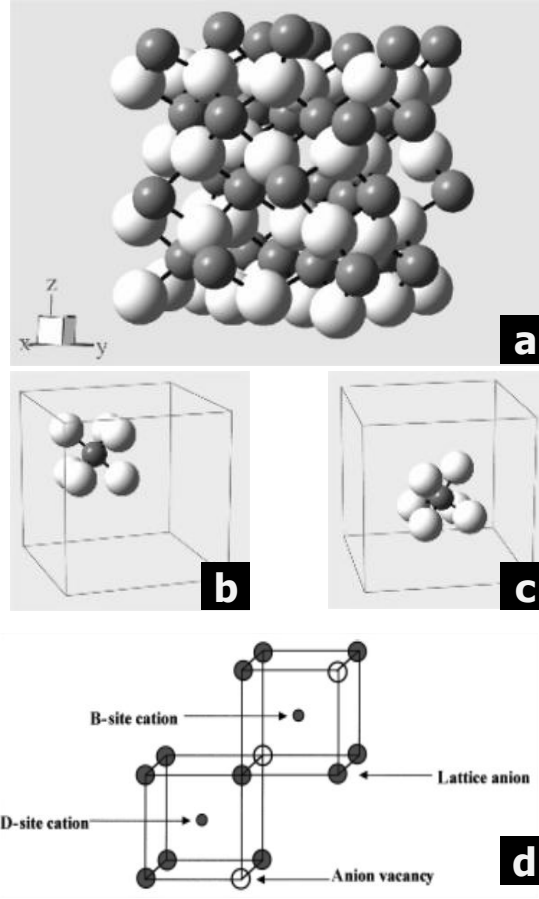 z
x
y
a
b
c
B-site cation
Lattice anion
D-site cation
Anion vacancy
d